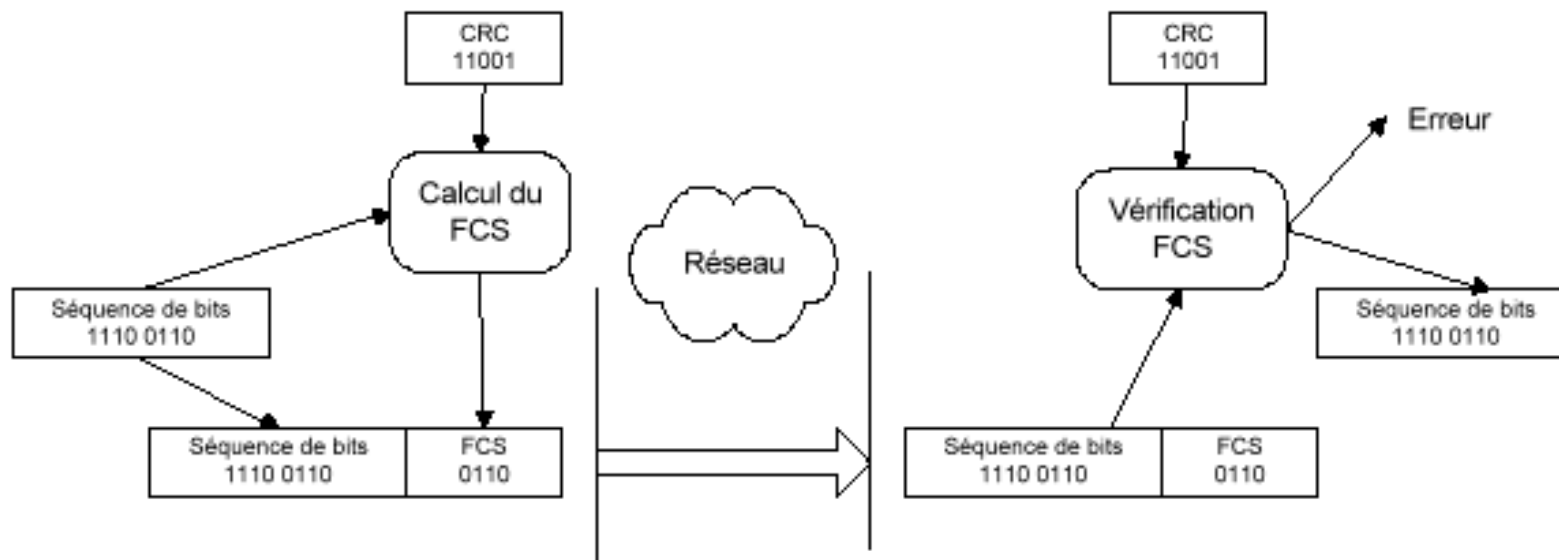 CRC
11001
CRC
11001
Erreur
Calcul du
FCS
Réseau
Vérification
FCS
Séquence de bits
1110 0110
Séquence de bits
1110 0110
Séquence de bits
1110 0110
FCS
0110
Séquence de bits
1110 0110
FCS
0110